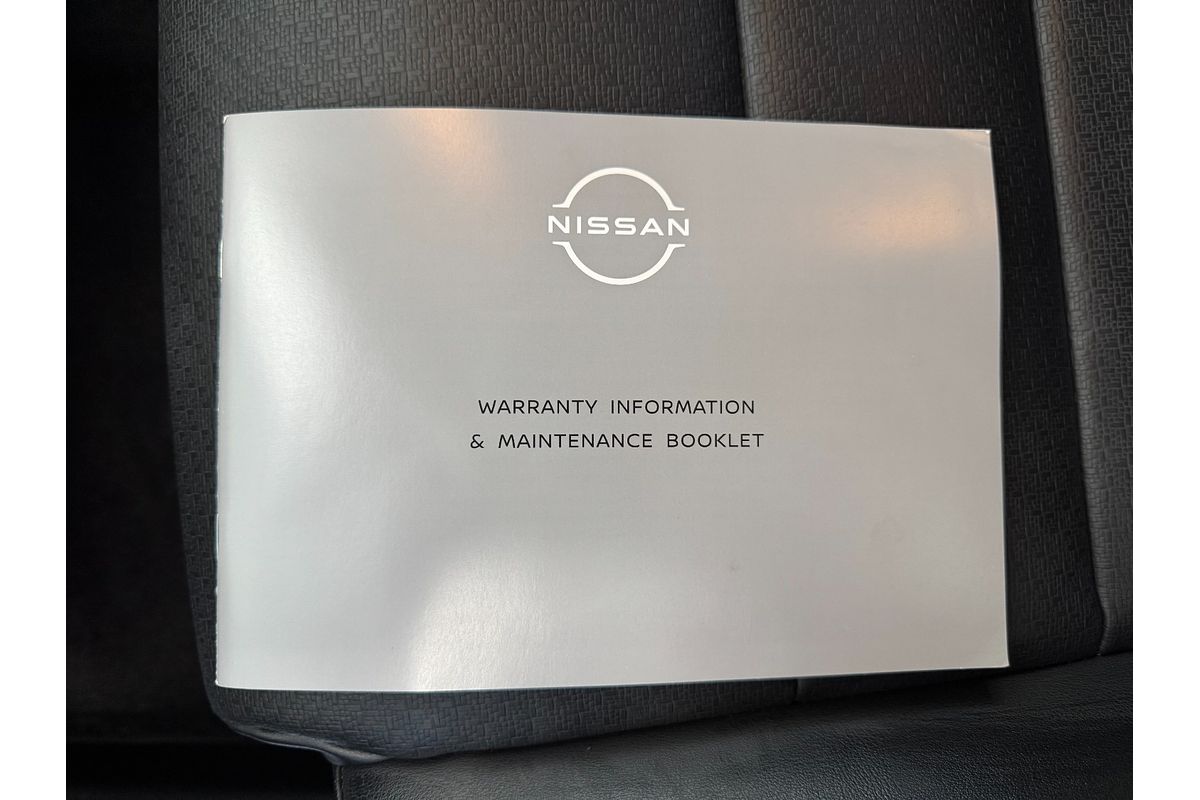 NISSAN
WARRANTY INFORMATION
& MAINTENANCE BOOKLET